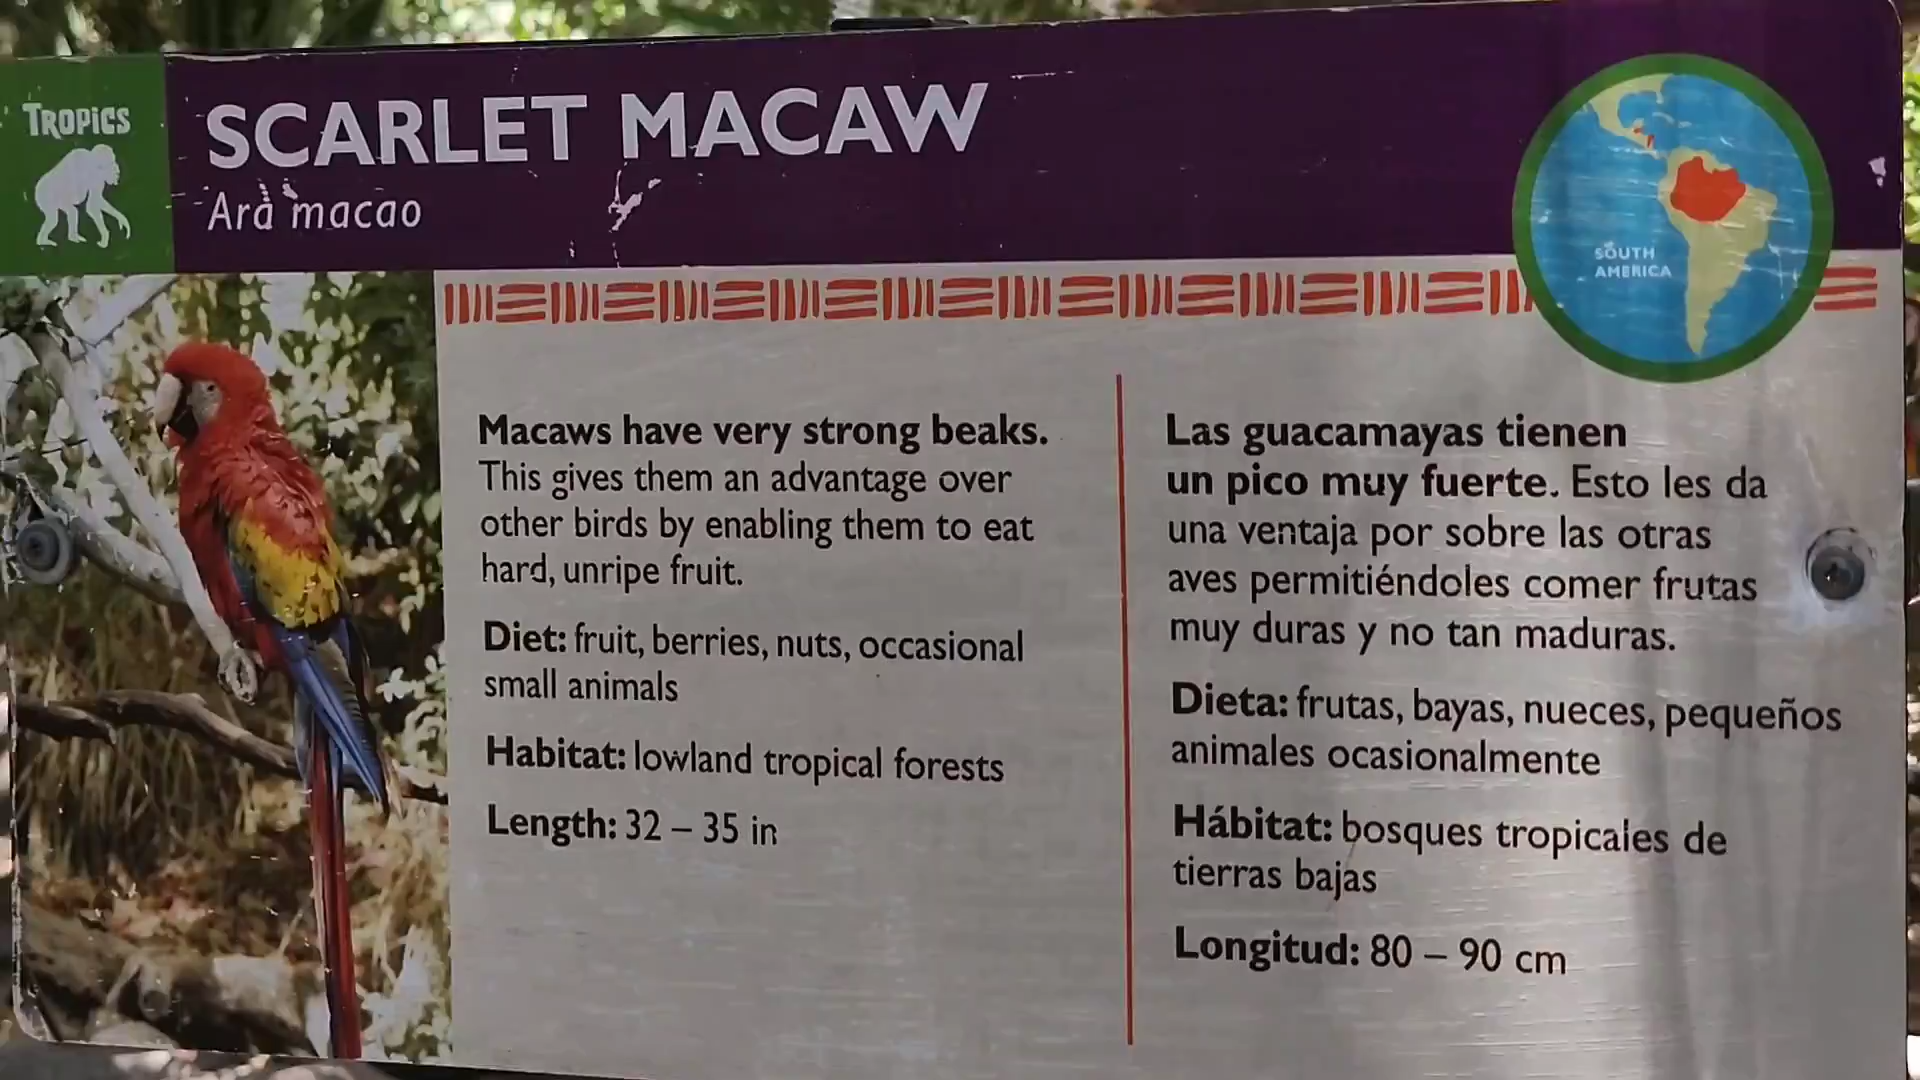 TROPICS
SCARLET MACAW
Ara macao
SOUTH
AMERICA
Macaws have very strong beaks.
This gives them an advantage over
other birds by enabling them to eat
hard, unripe fruit.
Diet: fruit, berries, nuts, occasional
small animals
Habitat: lowland tropical forests
Length: 32 – 35 in
Las guacamayas tienen
un pico muy fuerte. Esto les da
una ventaja por sobre las otras
aves permitiéndoles comer frutas
muy duras y no tan maduras.
Dieta: frutas, bayas, nueces, pequeños
animales ocasionalmente
Hábitat: bosques tropicales de
tierras bajas
Longitud: 80 – 90 cm